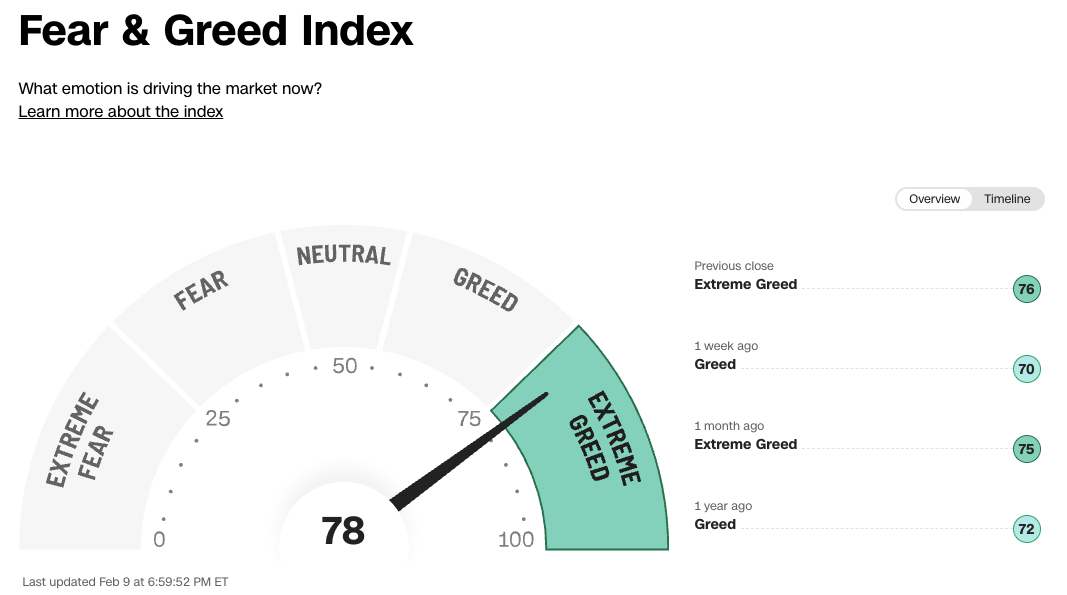 Fear & Greed Index
What emotion is driving the market now?
Learn more about the index
Overview
Timeline
EXTREME
FEAR
FEAR
NEUTRAL
GREED
EXTREME
GREED
0
25
50
75
100
78
Last updated Feb 9 at 6:59:52 PM ET
Previous close
Extreme Greed 76
1 week ago
Greed 70
1 month ago
Extreme Greed 75
1 year ago
Greed 72